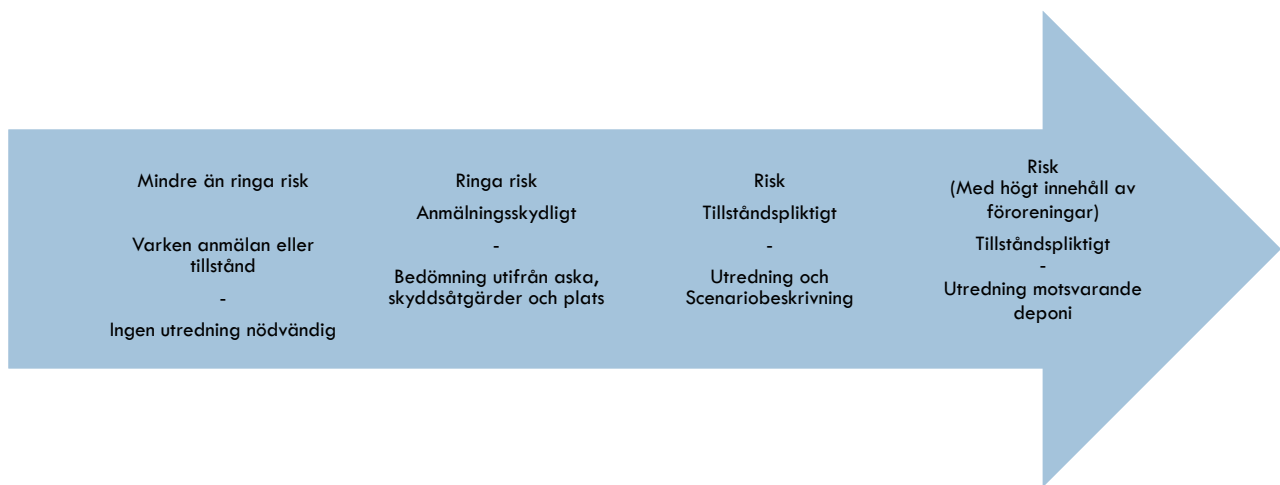 Mindre än ringa risk
Varken anmälan eller
tillstånd
-
Ingen utredning nödvändig
Ringa risk
Anmälningsskydligt
-
Bedömning utifrån aska,
skyddsåtgärder och plats
Risk
Tillståndspliktigt
-
Utredning och
Scenariobeskrivning
Risk
(Med högt innehåll av
föroreningar)
Tillståndspliktigt
-
Utredning motsvarande
deponi